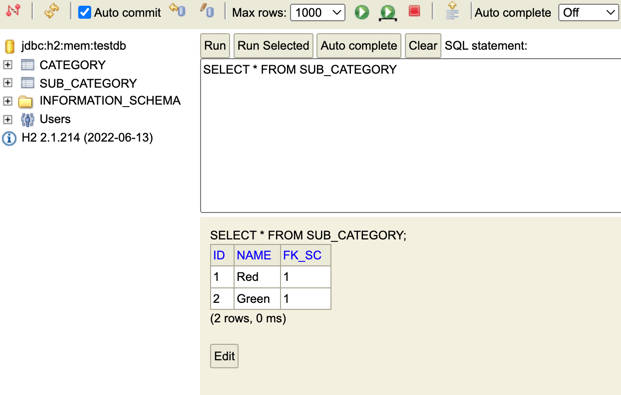 Auto commit Max rows: 1000 Auto complete Off
jdbc:h2:mem:testdb
CATEGORY
SUB_CATEGORY
INFORMATION_SCHEMA
Users
H2 2.1.214 (2022-06-13)
Run Run Selected Auto complete Clear SQL statement:
SELECT * FROM SUB_CATEGORY
SELECT * FROM SUB_CATEGORY;
ID NAME FK_SC
1 Red 1
2 Green 1
(2 rows, 0 ms)
Edit